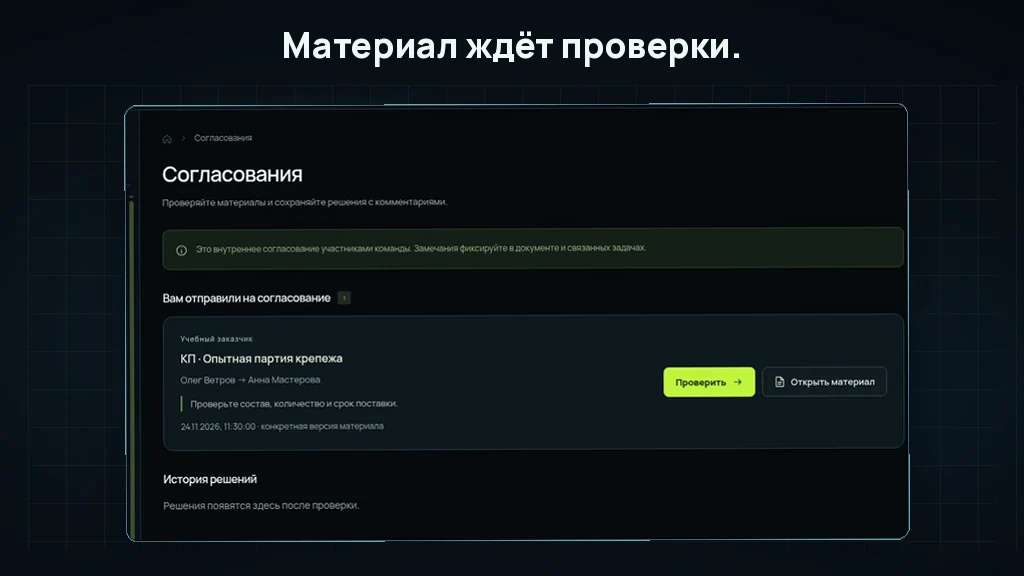 Материал ждёт проверки.
Согласования
Согласования
Проверяйте материалы и сохраняйте решения с комментариями.
Это внутреннее согласование участниками команды. Замечания фиксируйте в документе и связанных задачах.
Вам отправили на согласование 1
Учебный заказчик
КП · Опытная партия крепежа
Олег Ветров → Анна Мастерова
Проверьте состав, количество и срок поставки.
24.11.2026, 11:30:00 · конкретная версия материала
Проверить →
Открыть материал
История решений
Решения появятся здесь после проверки.